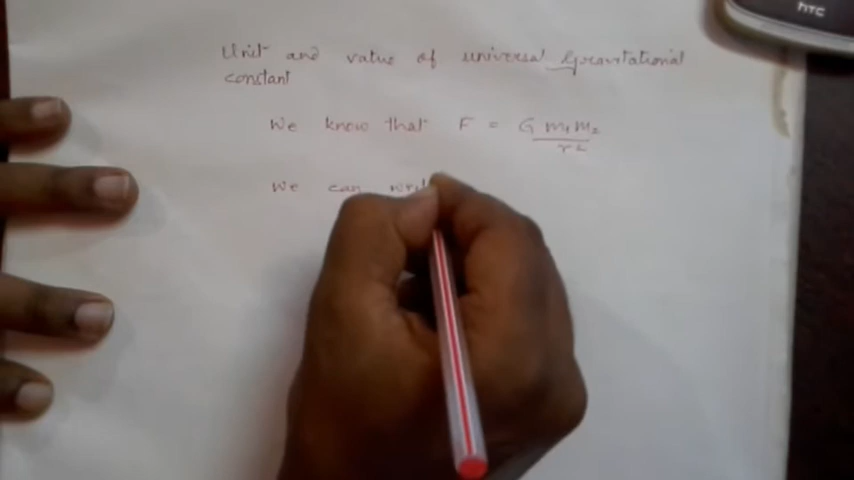 hTC
Unit and value of universal Gravitational
constant
We know that F = G m₁m₂
r²
We can